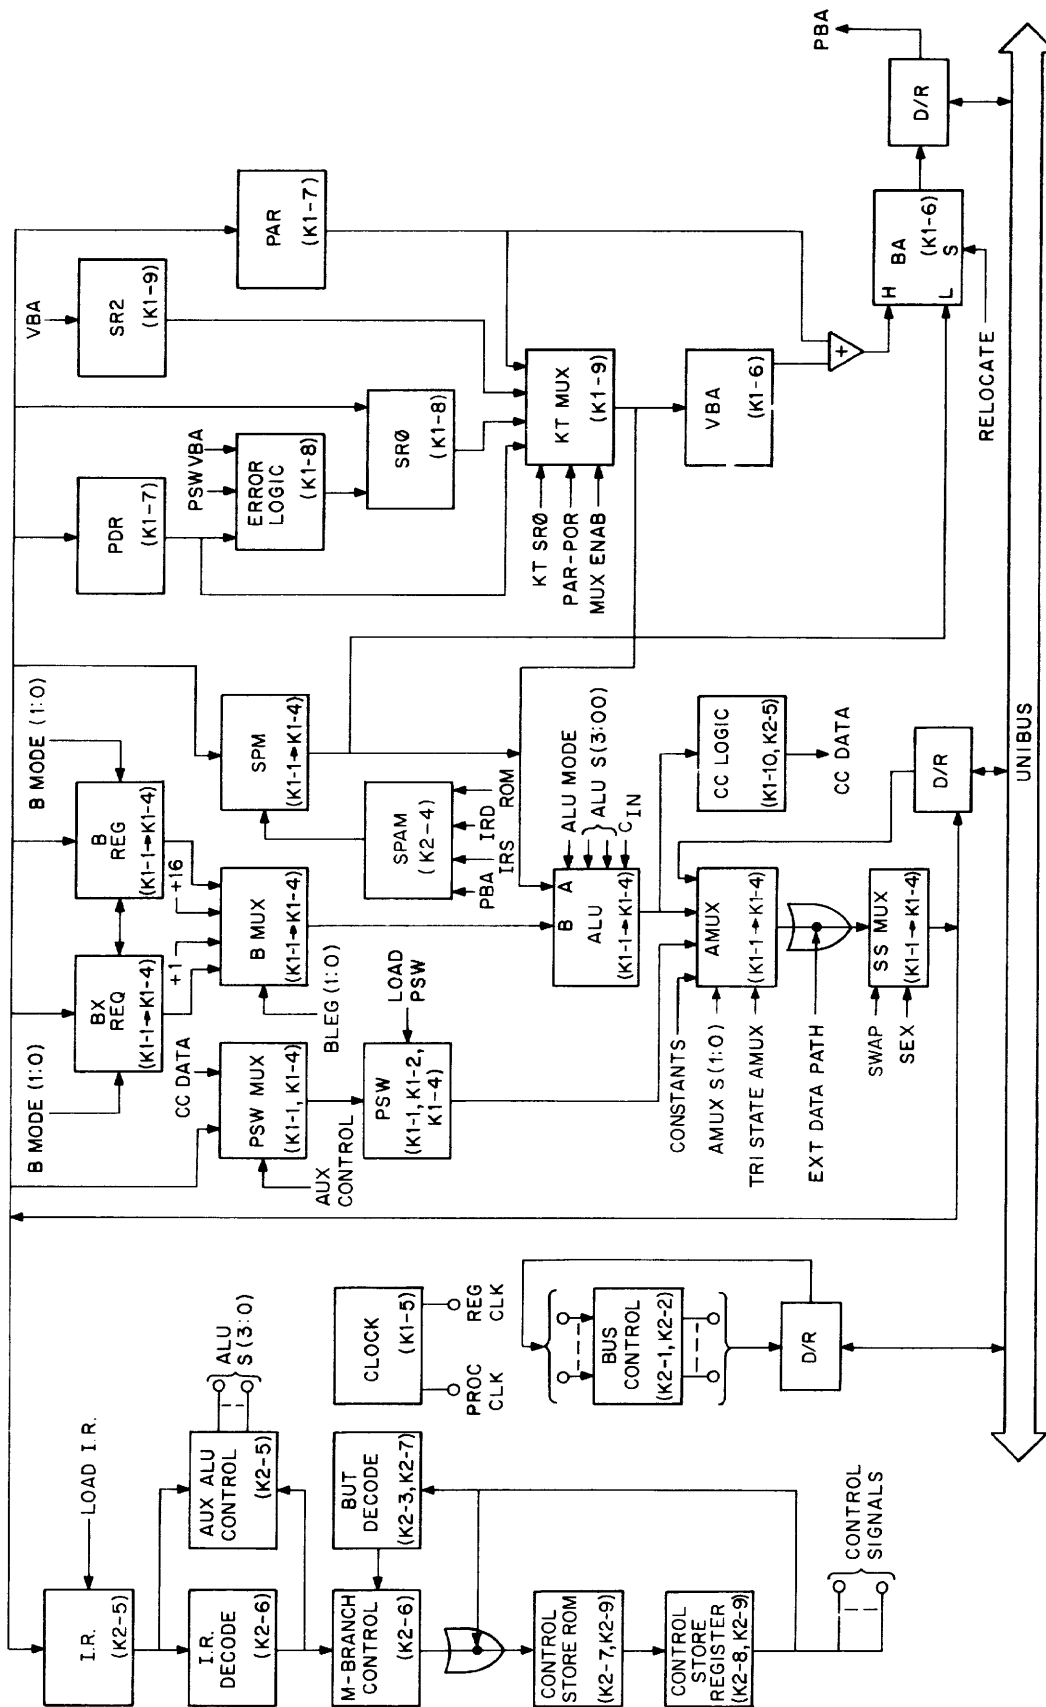 LOAD I.R.
I.R.
(K2-5)
I.R.
DECODE
(K2-6)
AUX ALU
CONTROL
(K2-5)
ALU
S (3:0)
M-BRANCH
CONTROL
(K2-6)
BUT
DECODE
(K2-3, K2-7)
CONTROL
STORE ROM
(K2-7, K2-9)
CONTROL
STORE
REGISTER
(K2-8, K2-9)
CONTROL
SIGNALS
CLOCK
(K1-5)
PROC
CLK
REG
CLK
BUS
CONTROL
(K2-1, K2-2)
D/R
B MODE (1:0)
BX
REQ
(K1-1→K1-4)
B
REG
(K1-1→K1-4)
B MODE (1:0)
CC DATA
+1
+16
PSW MUX
(K1-1, K1-4)
AUX
CONTROL
B MUX
(K1-1→K1-4)
BLEG (1:0)
SPM
(K1-1→K1-4)
PSW
(K1-1, K1-2,
K1-4)
LOAD
PSW
SPAM
(K2-4)
PBA
IRS
IRD
ROM
B A
ALU
(K1-1→K1-4)
ALU MODE
ALU S (3:00)
C IN
CONSTANTS
AMUX S (1:0)
TRI STATE AMUX
EXT DATA PATH
AMUX
(K1-1→K1-4)
CC LOGIC
(K1-10, K2-5)
CC DATA
SWAP
SEX
SS MUX
(K1-1→K1-4)
D/R
UNIBUS
PDR
(K1-7)
PSW
VBA
ERROR
LOGIC
(K1-8)
VBA
SR2
(K1-9)
PAR
(K1-7)
SRØ
(K1-8)
KT SRØ
PAR-POR
MUX ENAB
KT MUX
(K1-9)
VBA
(K1-6)
+
RELOCATE
H
L
BA
(K1-6)
S
D/R
PBA